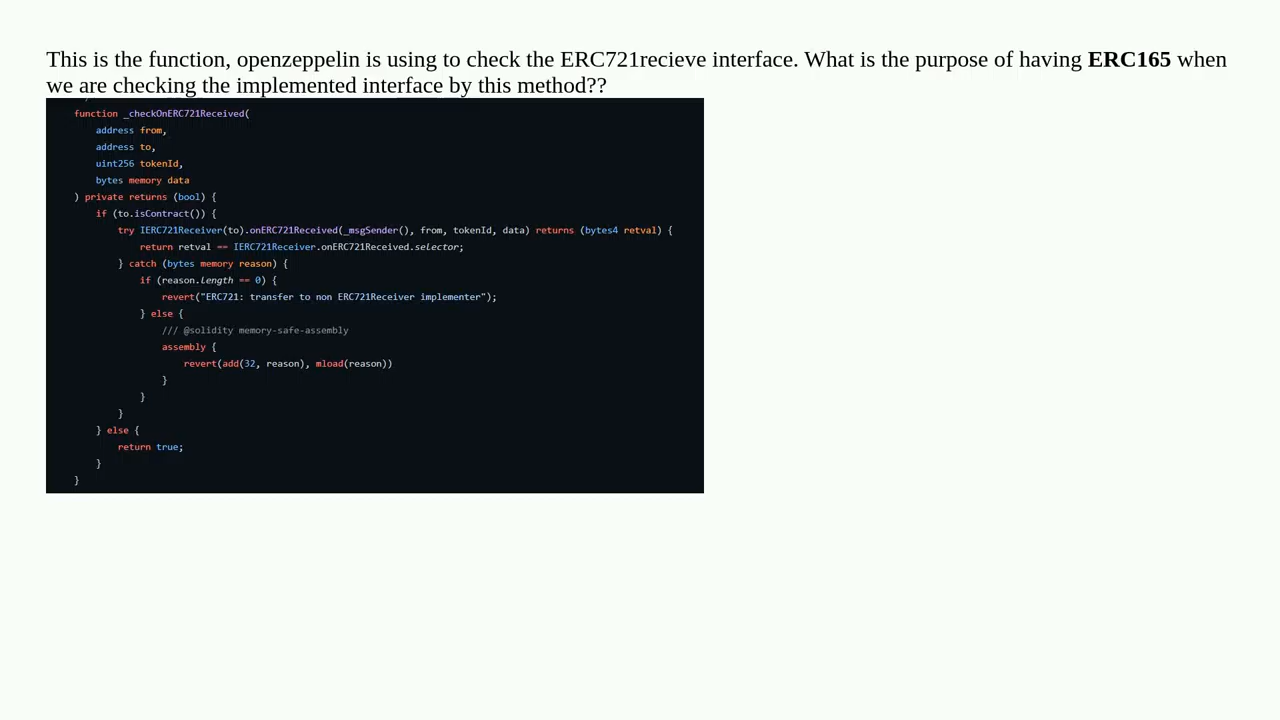 This is the function, openzeppelin is using to check the ERC721recieve interface. What is the purpose of having ERC165 when
we are checking the implemented interface by this method??
function _checkOnERC721Received(
address from,
address to,
uint256 tokenId,
bytes memory data
) private returns (bool) {
if (to.isContract()) {
try IERC721Receiver(to).onERC721Received(_msgSender(), from, tokenId, data) returns (bytes4 retval) {
return retval == IERC721Receiver.onERC721Received.selector;
} catch (bytes memory reason) {
if (reason.length == 0) {
revert("ERC721: transfer to non ERC721Receiver implementer");
} else {
/// @solidity memory-safe-assembly
assembly {
revert(add(32, reason), mload(reason))
}
}
}
} else {
return true;
}
}